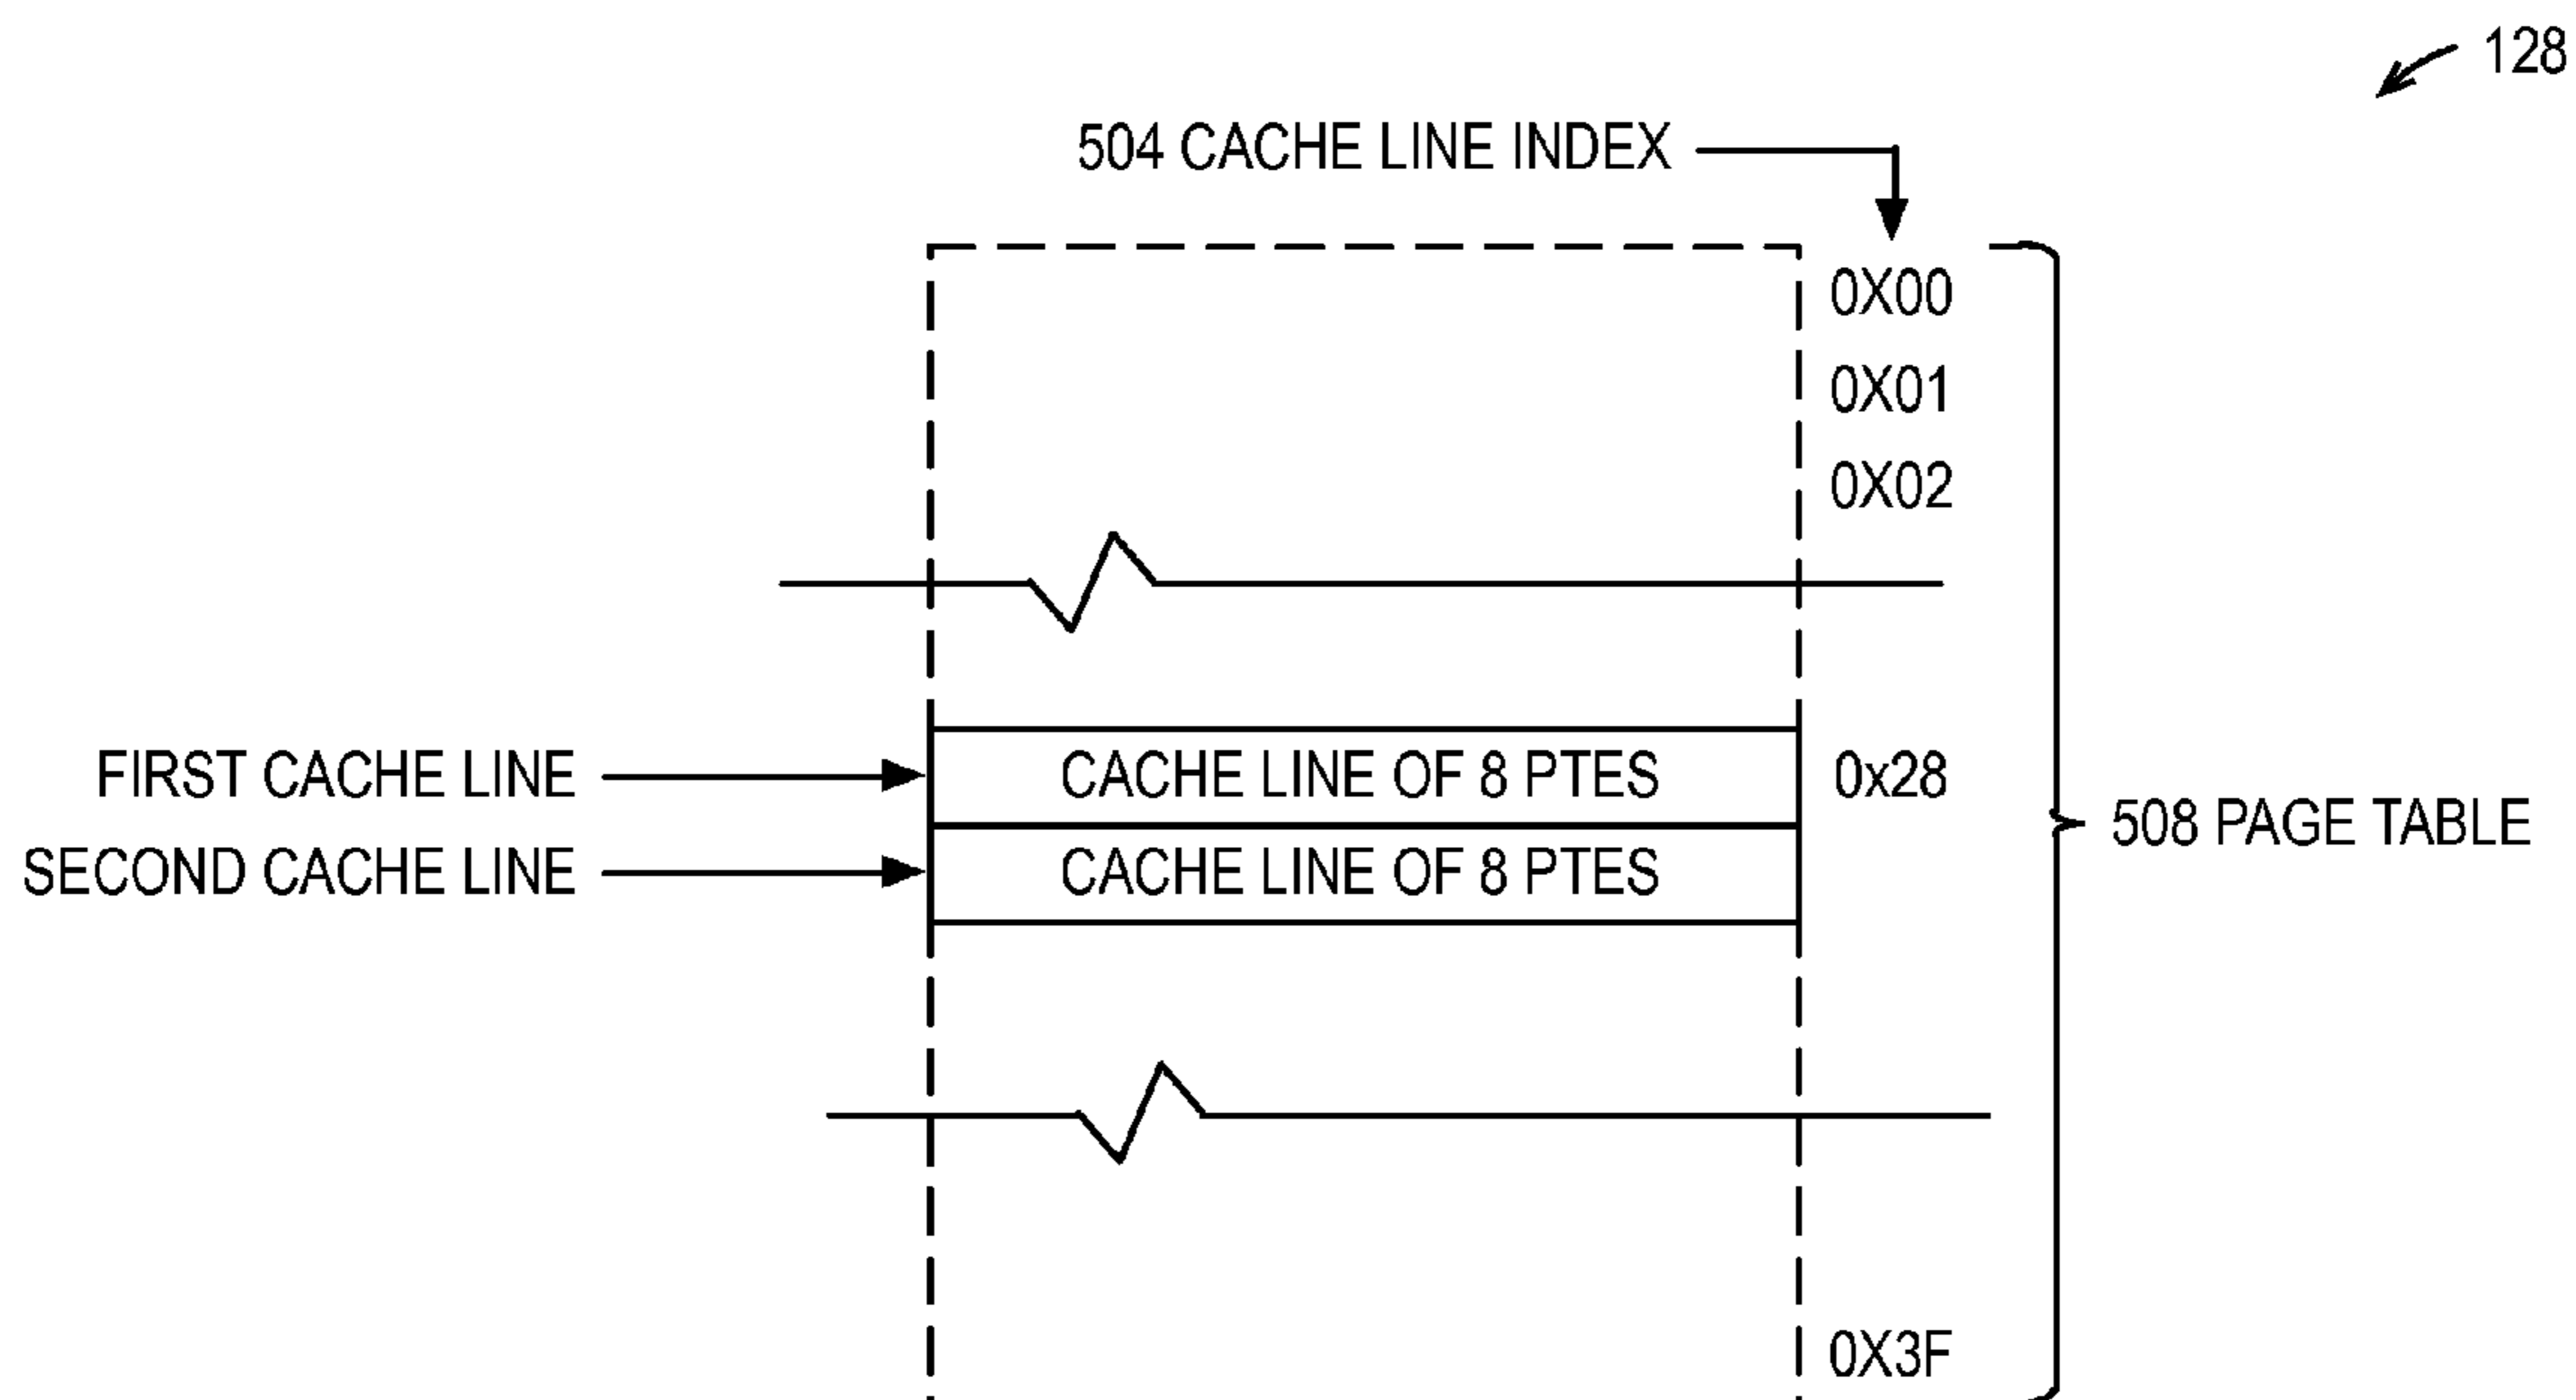 128
504 CACHE LINE INDEX
0X00
0X01
0X02
FIRST CACHE LINE
CACHE LINE OF 8 PTES
0x28
508 PAGE TABLE
SECOND CACHE LINE
CACHE LINE OF 8 PTES
0X3F